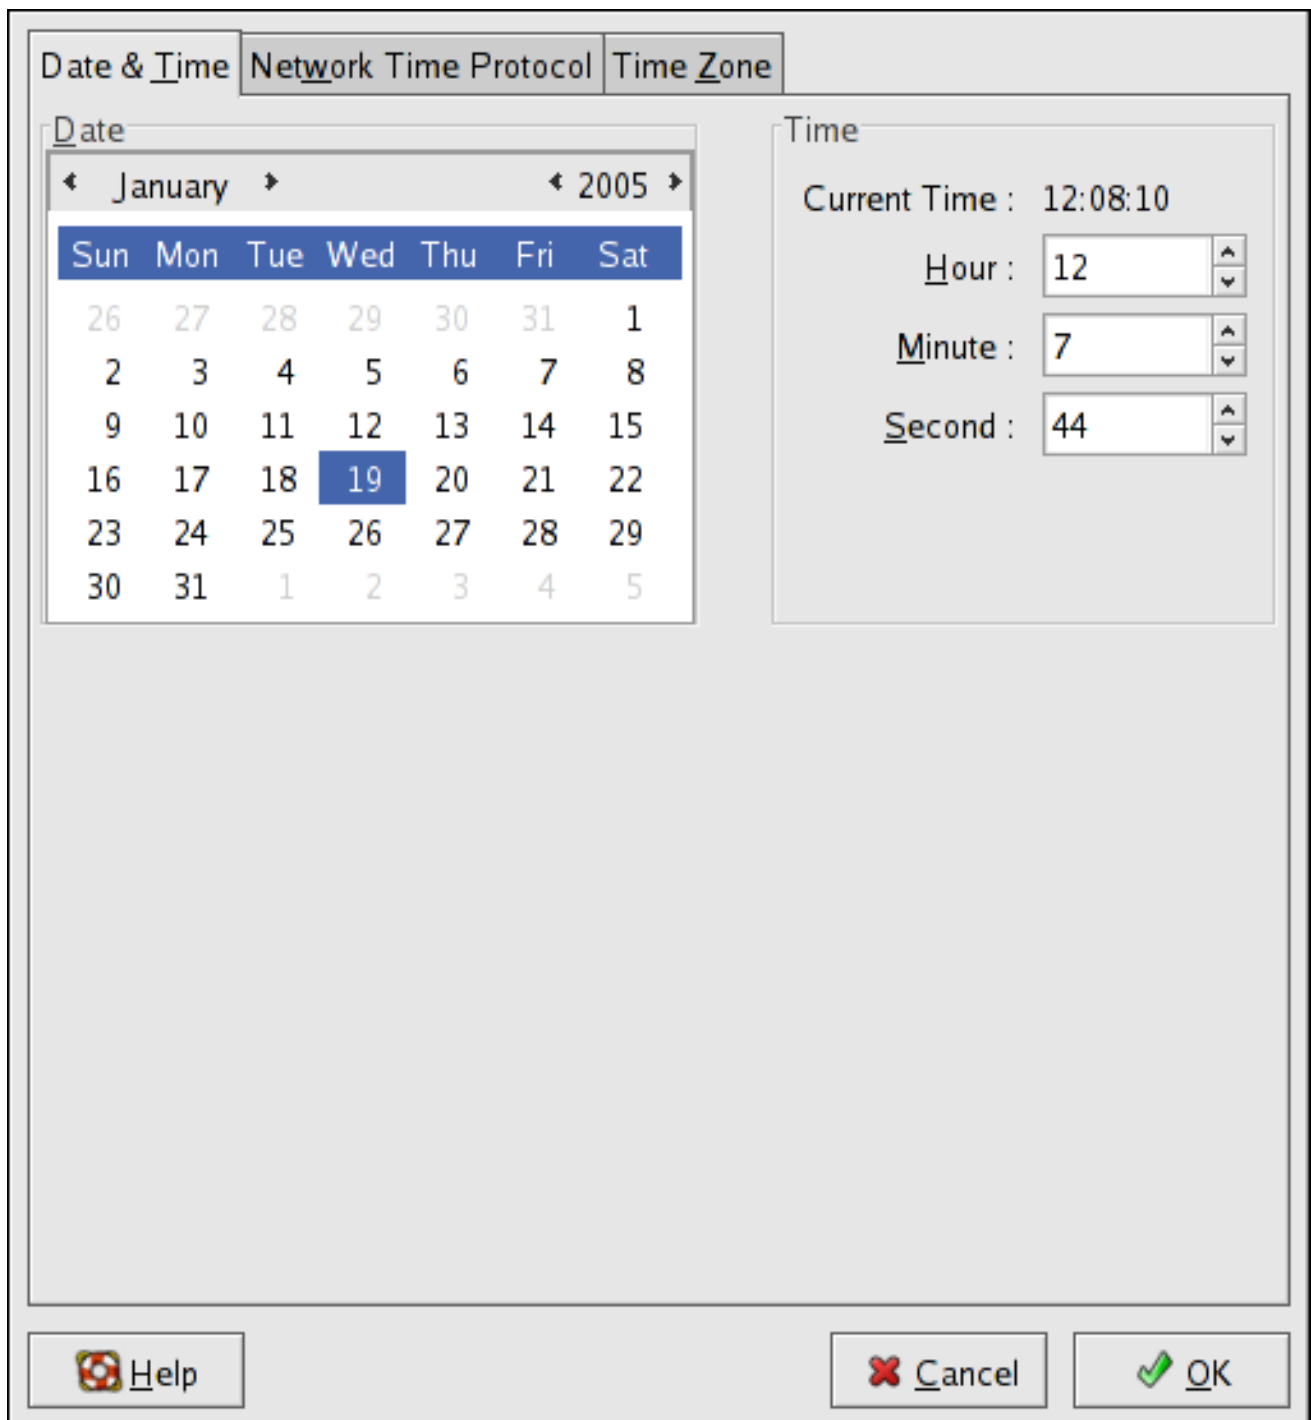 Date & Time Network Time Protocol Time Zone
Date
January 2005
Sun Mon Tue Wed Thu Fri Sat
26 27 28 29 30 31 1
2 3 4 5 6 7 8
9 10 11 12 13 14 15
16 17 18 19 20 21 22
23 24 25 26 27 28 29
30 31 1 2 3 4 5
Time
Current Time : 12:08:10
Hour : 12
Minute : 7
Second : 44
Help Cancel OK